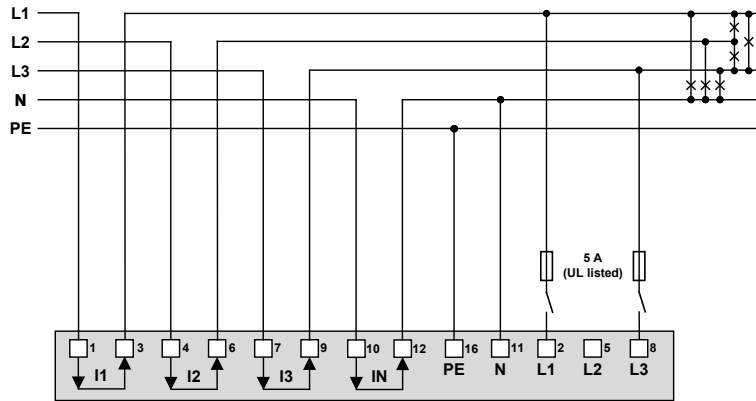 L1
L2
L3
N
PE
5 A
(UL listed)
1 3 4 6 7 9 10 12 16 11 2 5 8
I1 I2 I3 IN PE N L1 L2 L3